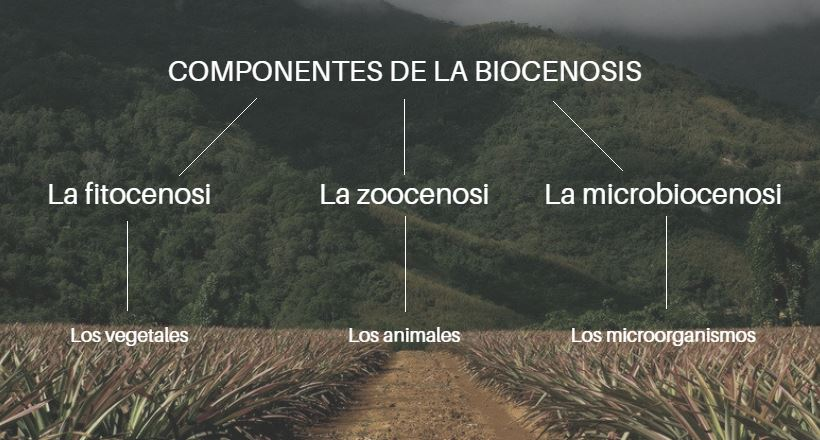 COMPONENTES DE LA BIOCENOSIS
La fitocenosi
La zoocenosi
La microbiocenosi
Los vegetales
Los animales
Los microorganismos